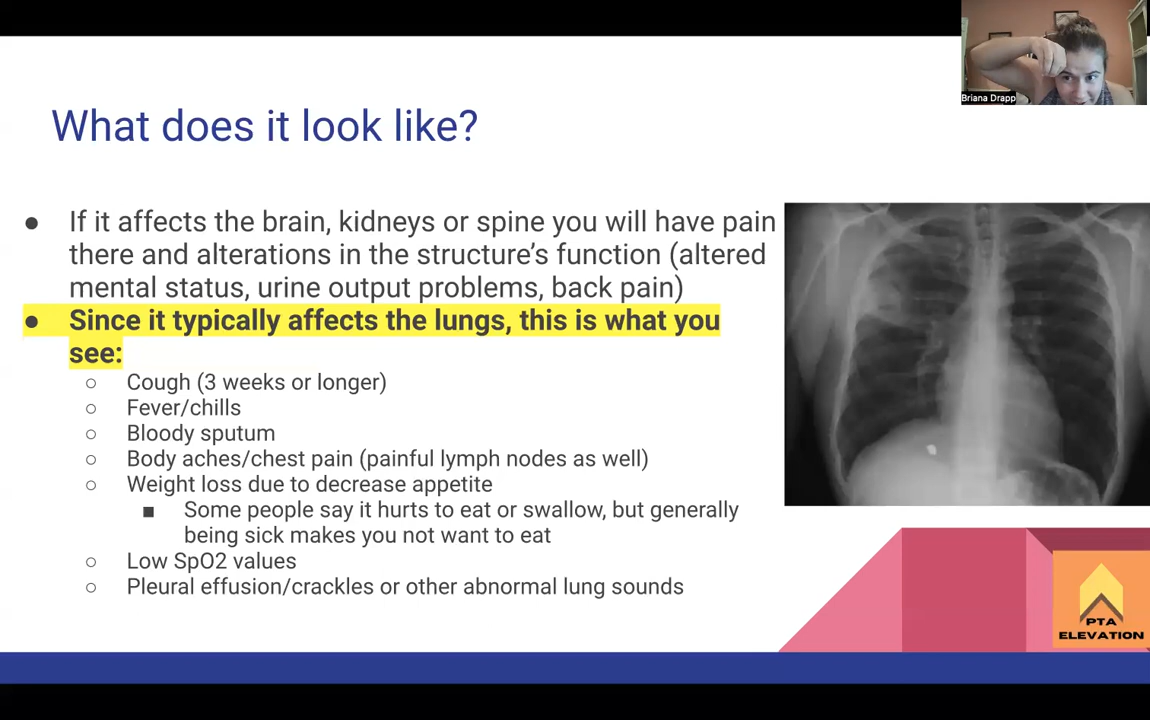 Briana Drapp
What does it look like?
● If it affects the brain, kidneys or spine you will have pain
there and alterations in the structure's function (altered
mental status, urine output problems, back pain)
● Since it typically affects the lungs, this is what you
see:
○ Cough (3 weeks or longer)
○ Fever/chills
○ Bloody sputum
○ Body aches/chest pain (painful lymph nodes as well)
○ Weight loss due to decrease appetite
■ Some people say it hurts to eat or swallow, but generally
being sick makes you not want to eat
○ Low SpO2 values
○ Pleural effusion/crackles or other abnormal lung sounds
PTA
ELEVATION